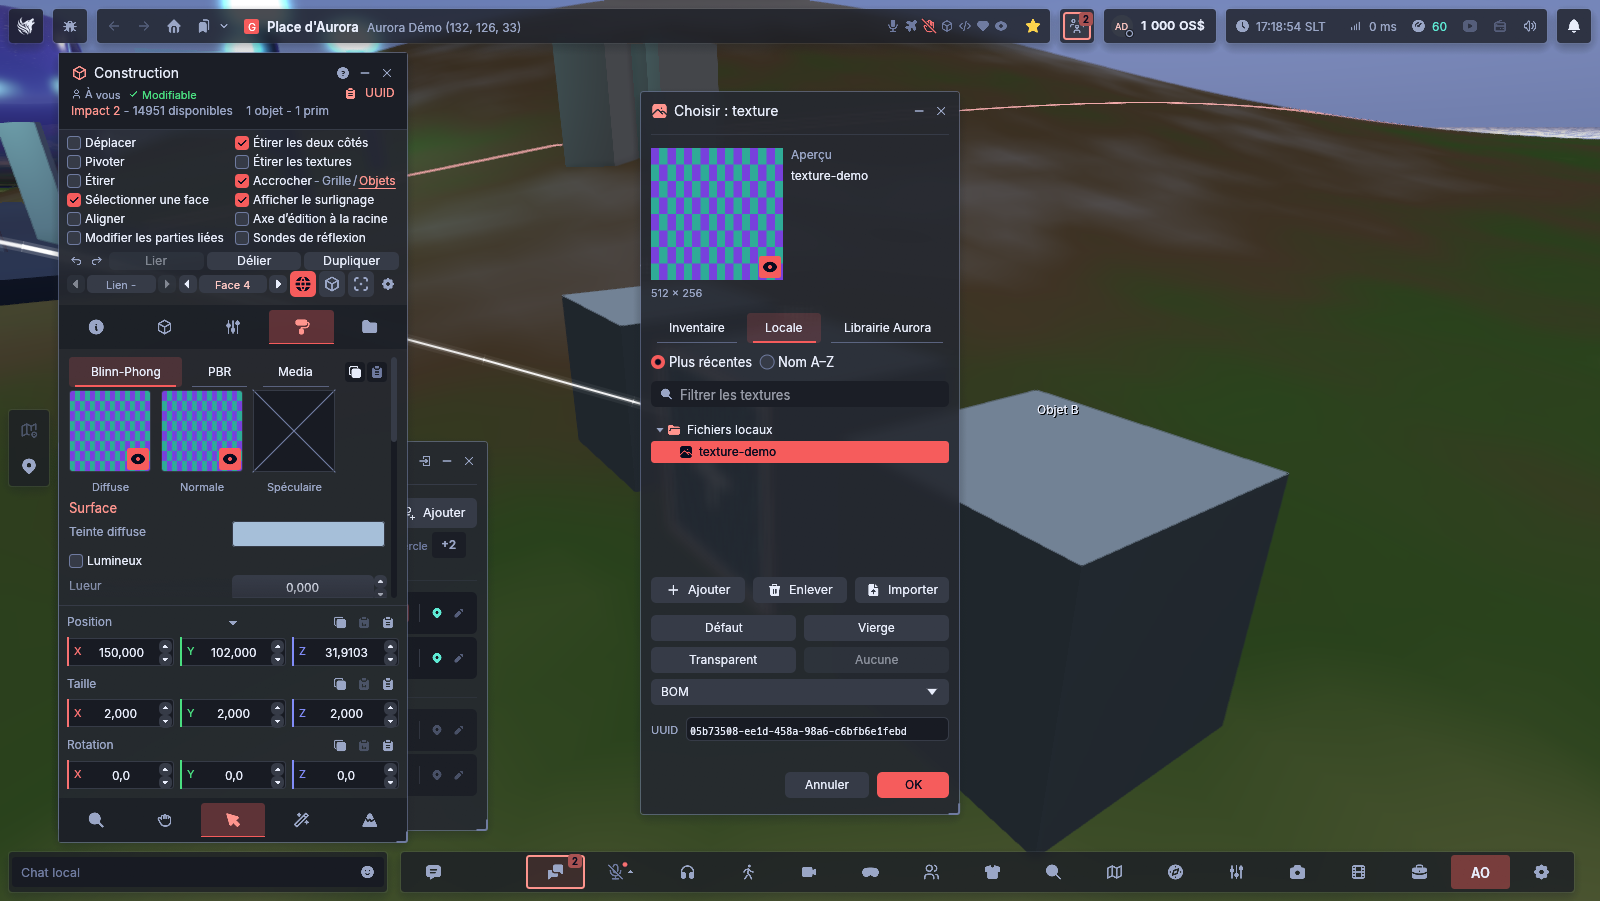 G Place d'Aurora Aurora Démo (132, 126, 33)
2
AD 1 000 OS$
17:18:54 SLT 0 ms 60
Construction
À vous Modifiable
UUID
Impact 2 - 14951 disponibles 1 objet - 1 prim
Déplacer
Étirer les deux côtés
Pivoter
Étirer les textures
Étirer
Accrocher - Grille / Objets
Sélectionner une face
Afficher le surlignage
Aligner
Axe d'édition à la racine
Modifier les parties liées
Sondes de réflexion
Lier
Délier
Dupliquer
Lien -
Face 4
Blinn-Phong
PBR
Media
Diffuse
Normale
Spéculaire
Surface
Teinte diffuse
Lumineux
Lueur
0,000
Position
X 150,000 Y 102,000 Z 31,9103
Taille
X 2,000 Y 2,000 Z 2,000
Rotation
X 0,0 Y 0,0 Z 0,0
Ajouter
rcle +2
Choisir : texture
Aperçu
texture-demo
512 × 256
Inventaire
Locale
Librairie Aurora
Plus récentes Nom A-Z
Filtrer les textures
Fichiers locaux
texture-demo
Ajouter
Enlever
Importer
Défaut
Vierge
Transparent
Aucune
BOM
UUID 05b73508-ee1d-458a-98a6-c6bfb6e1febd
Annuler
OK
Objet B
Chat local
2
AO